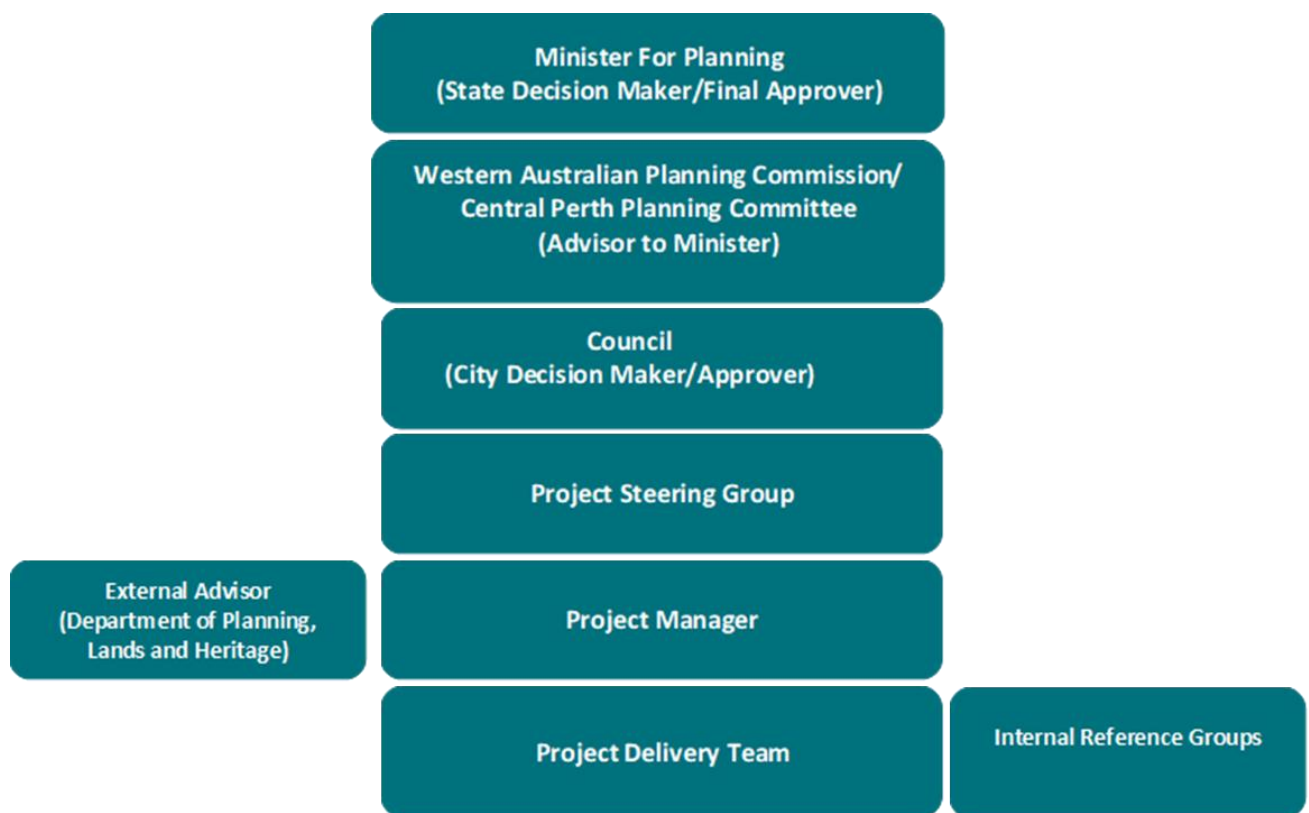 Minister For Planning
(State Decision Maker/Final Approver)
Western Australian Planning Commission/
Central Perth Planning Committee
(Advisor to Minister)
Council
(City Decision Maker/Approver)
Project Steering Group
External Advisor
(Department of Planning,
Lands and Heritage)
Project Manager
Project Delivery Team
Internal Reference Groups